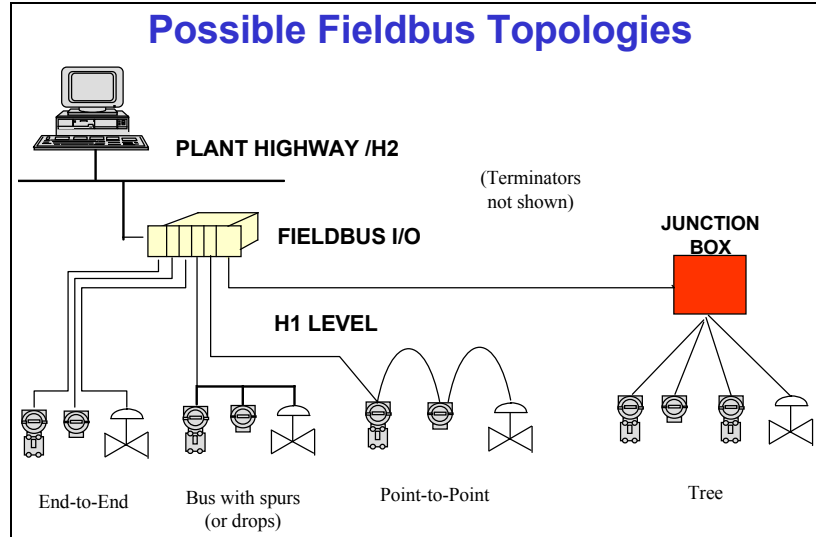 Possible Fieldbus Topologies
PLANT HIGHWAY /H2
(Terminators
not shown)
FIELDBUS I/O
JUNCTION
BOX
H1 LEVEL
End-to-End
Bus with spurs
(or drops)
Point-to-Point
Tree